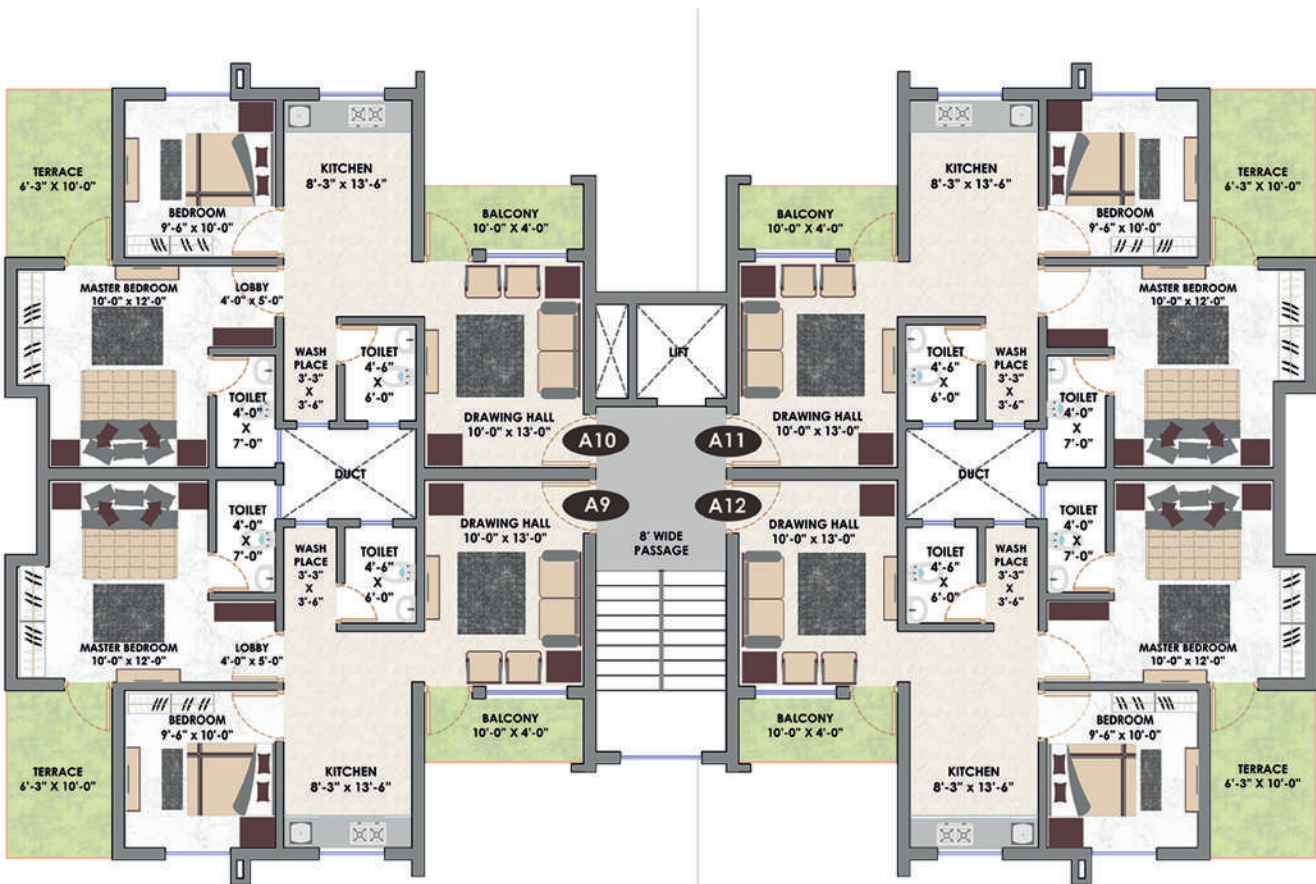 TERRACE
6'-3" X 10'-0"
BEDROOM
9'-6" x 10'-0"
KITCHEN
8'-3" x 13'-6"
BALCONY
10'-0" X 4'-0"
MASTER BEDROOM
10'-0" x 12'-0"
LOBBY
4'-0" x 5'-0"
WASH
PLACE
3'-3"
X
3'-6"
TOILET
4'-6"
X
6'-0"
TOILET
4'-0"
X
7'-0"
DRAWING HALL
10'-0" x 13'-0"
A10
LIFT
BALCONY
10'-0" X 4'-0"
KITCHEN
8'-3" x 13'-6"
BEDROOM
9'-6" x 10'-0"
TERRACE
6'-3" X 10'-0"
MASTER BEDROOM
10'-0" x 12'-0"
TOILET
4'-6"
X
6'-0"
WASH
PLACE
3'-3"
X
3'-6"
TOILET
4'-0"
X
7'-0"
DRAWING HALL
10'-0" x 13'-0"
A11
DUCT
DUCT
A9
A12
8' WIDE
PASSAGE
TOILET
4'-0"
X
7'-0"
WASH
PLACE
3'-3"
X
3'-6"
TOILET
4'-6"
X
6'-0"
DRAWING HALL
10'-0" x 13'-0"
MASTER BEDROOM
10'-0" x 12'-0"
LOBBY
4'-0" x 5'-0"
BEDROOM
9'-6" x 10'-0"
BALCONY
10'-0" X 4'-0"
TERRACE
6'-3" X 10'-0"
KITCHEN
8'-3" x 13'-6"
DRAWING HALL
10'-0" x 13'-0"
TOILET
4'-6"
X
6'-0"
WASH
PLACE
3'-3"
X
3'-6"
TOILET
4'-0"
X
7'-0"
MASTER BEDROOM
10'-0" x 12'-0"
BALCONY
10'-0" X 4'-0"
BEDROOM
9'-6" x 10'-0"
KITCHEN
8'-3" x 13'-6"
TERRACE
6'-3" X 10'-0"